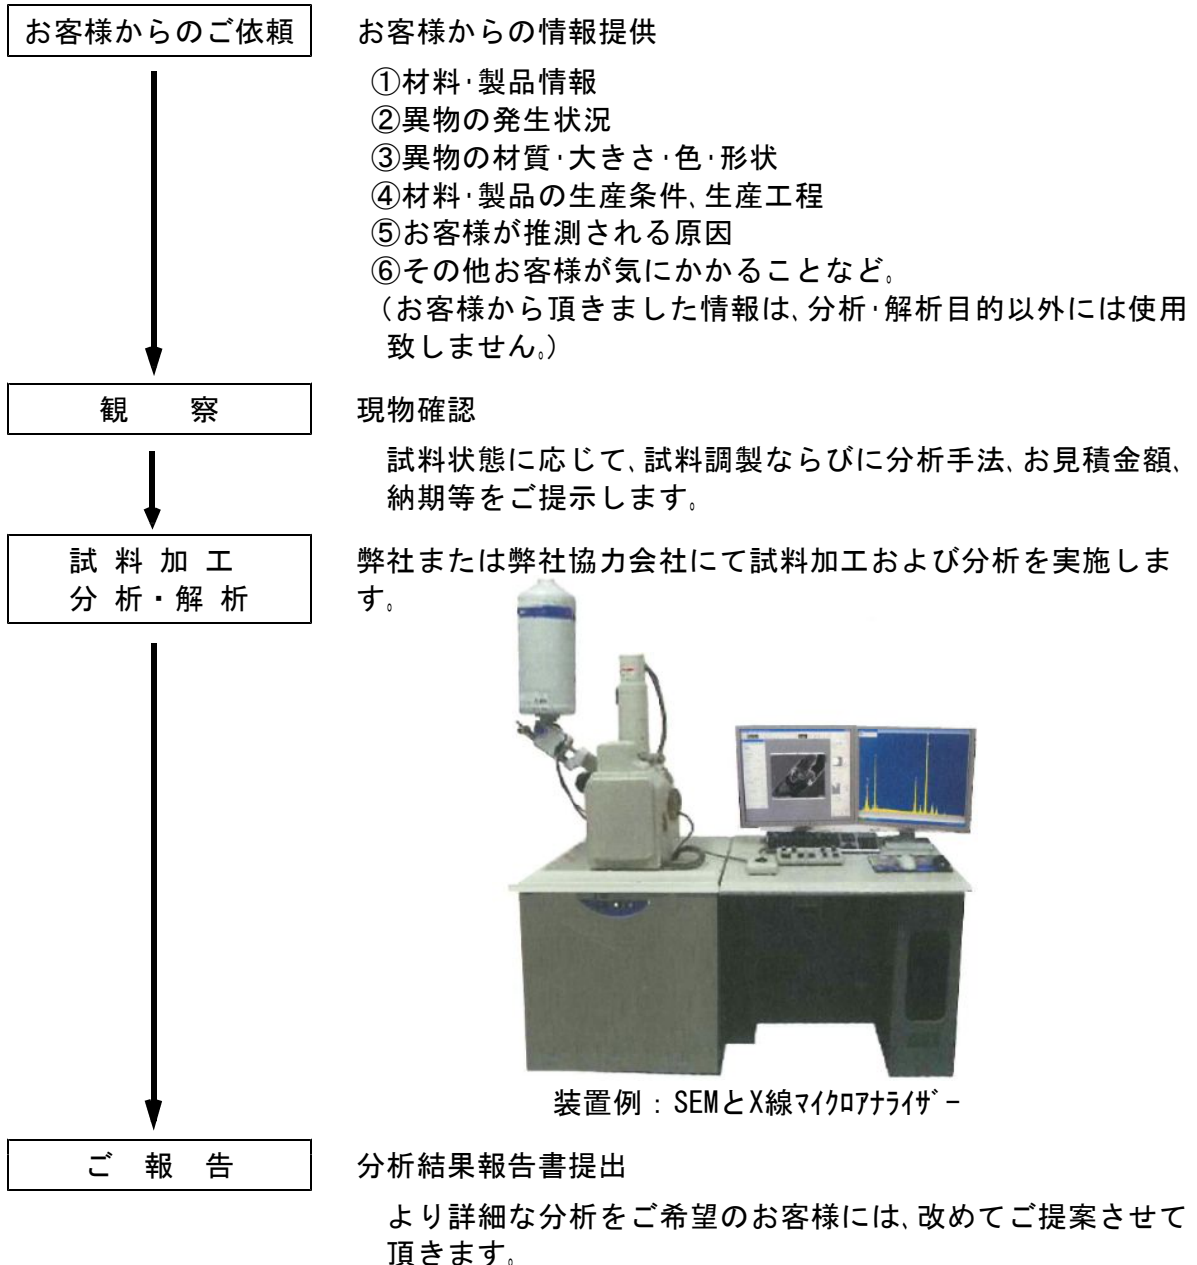 お客様からのご依頼
お客様からの情報提供
①材料･製品情報
②異物の発生状況
③異物の材質･大きさ･色･形状
④材料･製品の生産条件､生産工程
⑤お客様が推測される原因
⑥その他お客様が気にかかることなど｡
(お客様から頂きました情報は､分析･解析目的以外には使用
致しません｡)
観　　察
現物確認
試料状態に応じて､試料調製ならびに分析手法､お見積金額､
納期等をご提示します｡
試 料 加 工
分 析・解 析
弊社または弊社協力会社にて試料加工および分析を実施しま
す｡
装置例：SEMとX線ﾏｲｸﾛｱﾅﾗｲｻﾞｰ
ご　報　告
分析結果報告書提出
より詳細な分析をご希望のお客様には､改めてご提案させて
頂きます｡